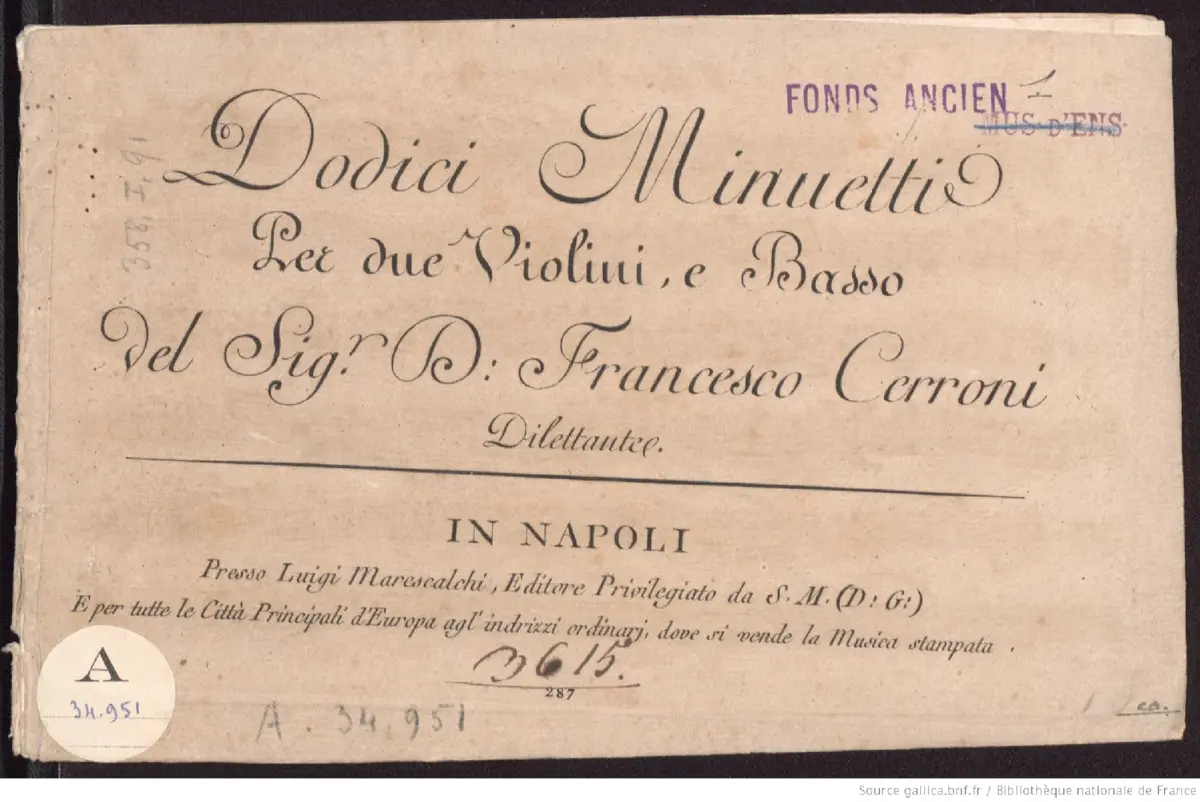 FONDS ANCIEN
MUS. D'ENS.
358. I. 91
Dodici Minuetti
Per due Violini, e Basso
Del Sig.r D: Francesco Cerroni
Dilettante.
IN NAPOLI
Presso Luigi Marescalchi, Editore Privilegiato da S. M. (D: G:)
E per tutte le Città Principali d'Europa agl' indrizzi ordinarj, dove si vende la Musica stampata .
3615.
287
A
34.951
A . 34.951
Source gallica.bnf.fr / Bibliothèque nationale de France